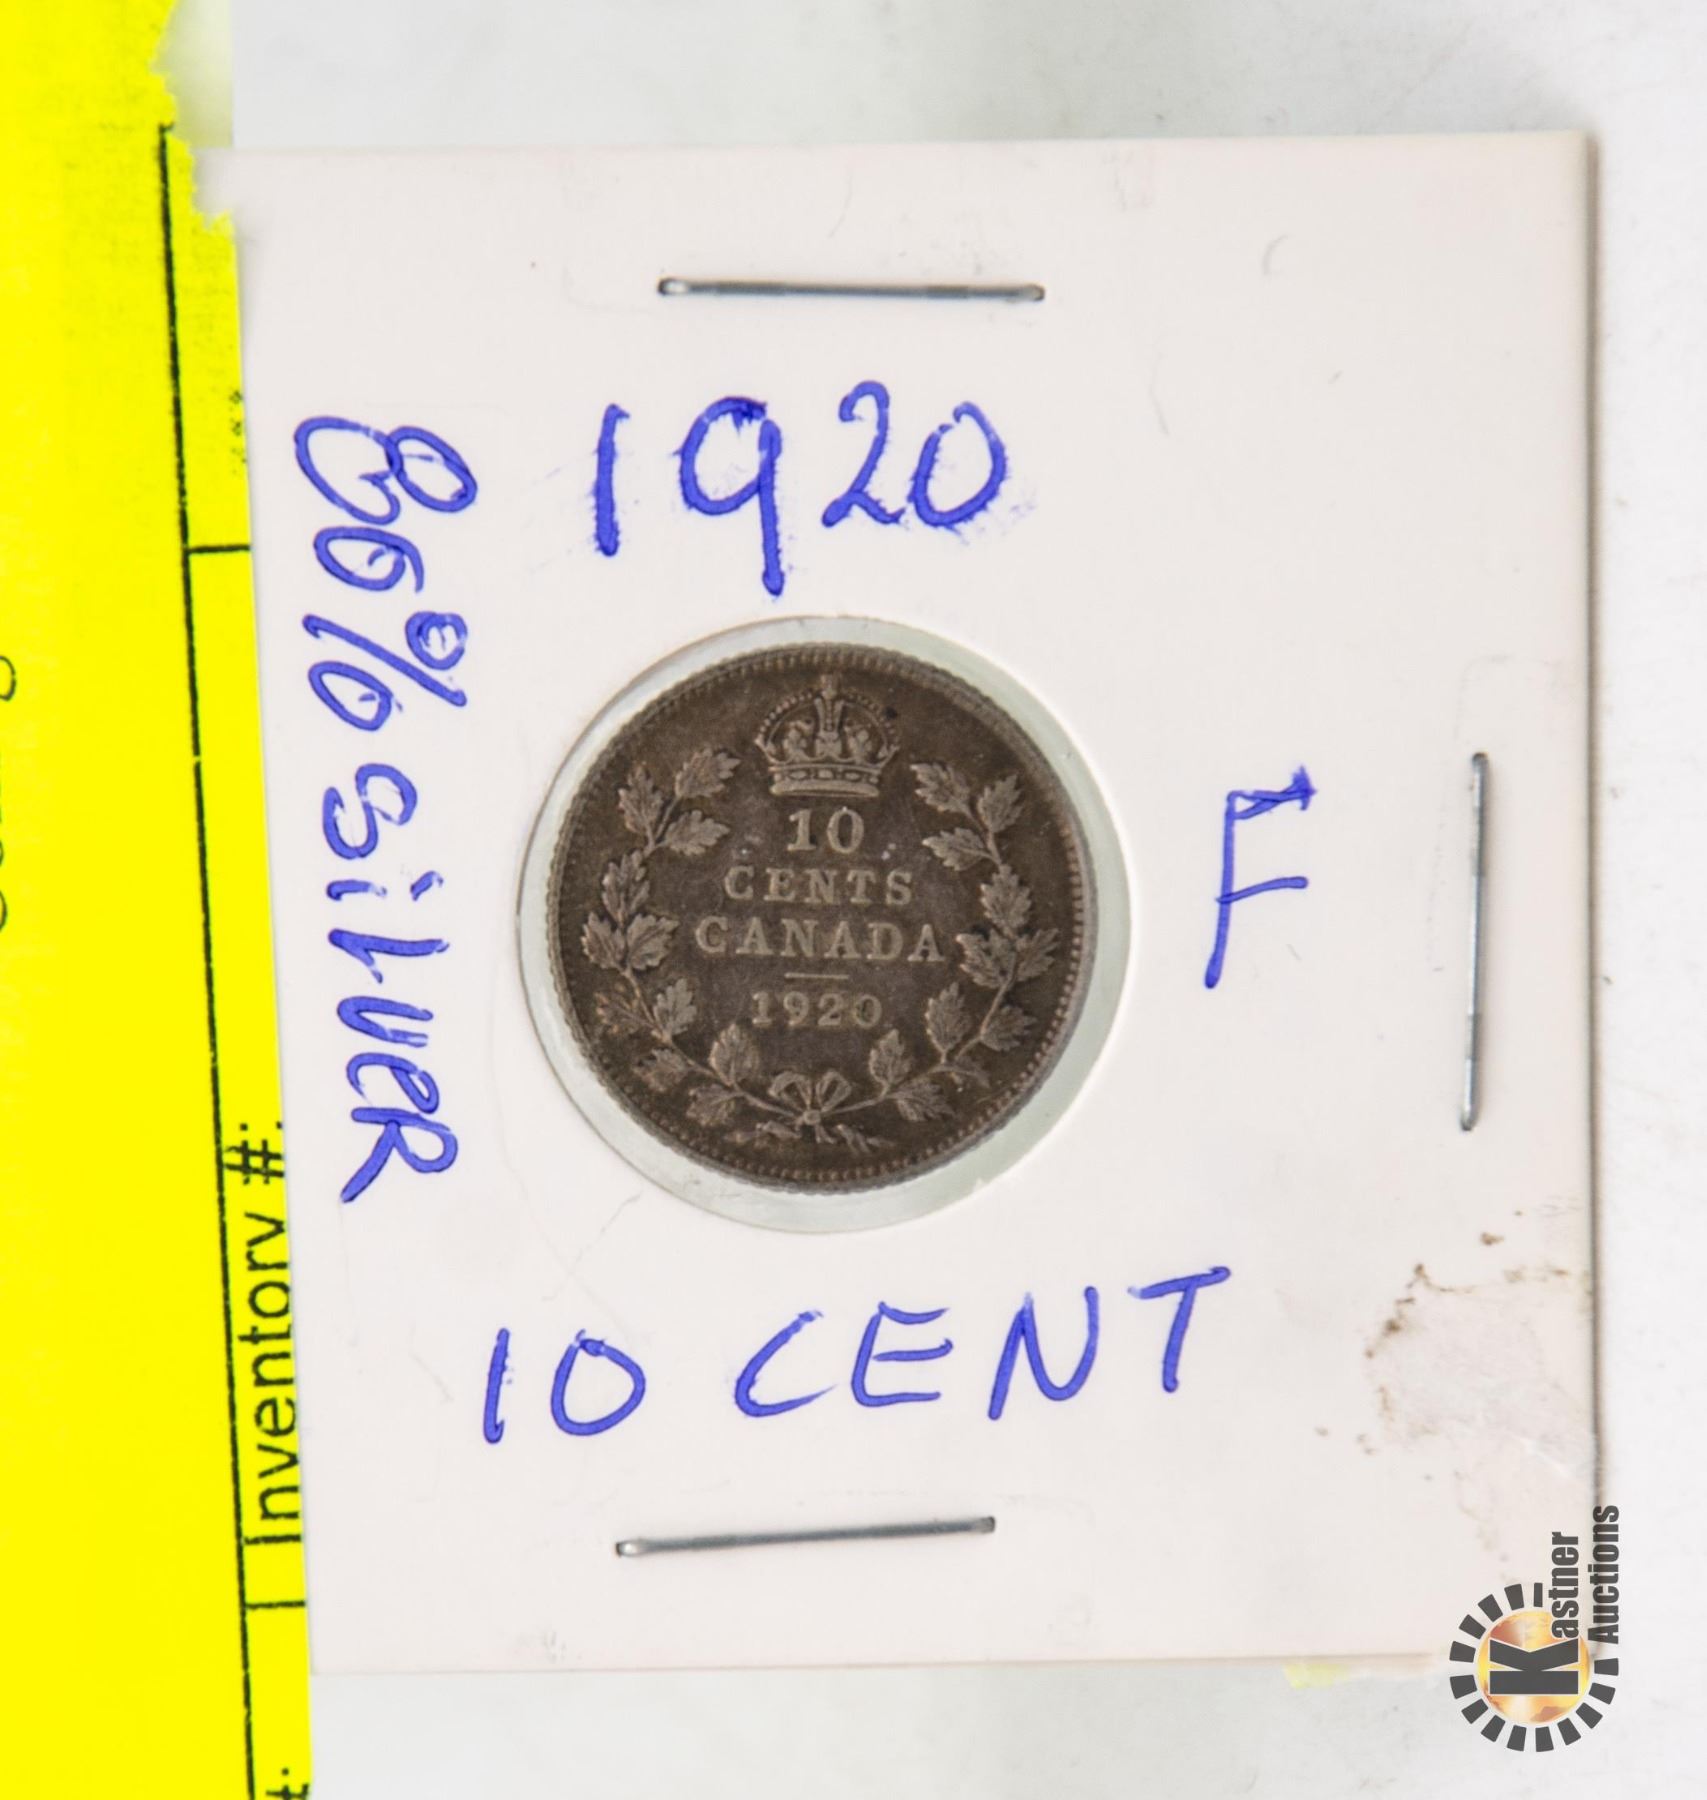 1920
80% SiLVER
10
CENTS
CANADA
1920
F
10 CENT
Inventory #:
Kastner
Auctions